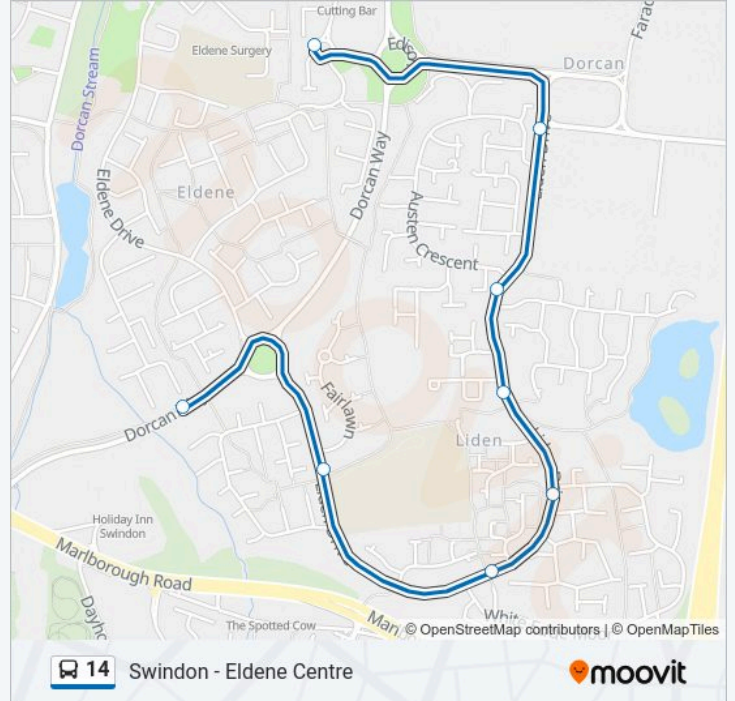 Cutting Bar
Eldene Surgery
Dorcan
Dorcan Stream
Eldene
Eldene Drive
Dorcan Way
Austen Crescent
Fairlawn
Dorcan
Liden
Holiday Inn
Swindon
Marlborough Road
The Spotted Cow
White
© OpenStreetMap contributors | © OpenMapTiles
14 Swindon - Eldene Centre
moovit